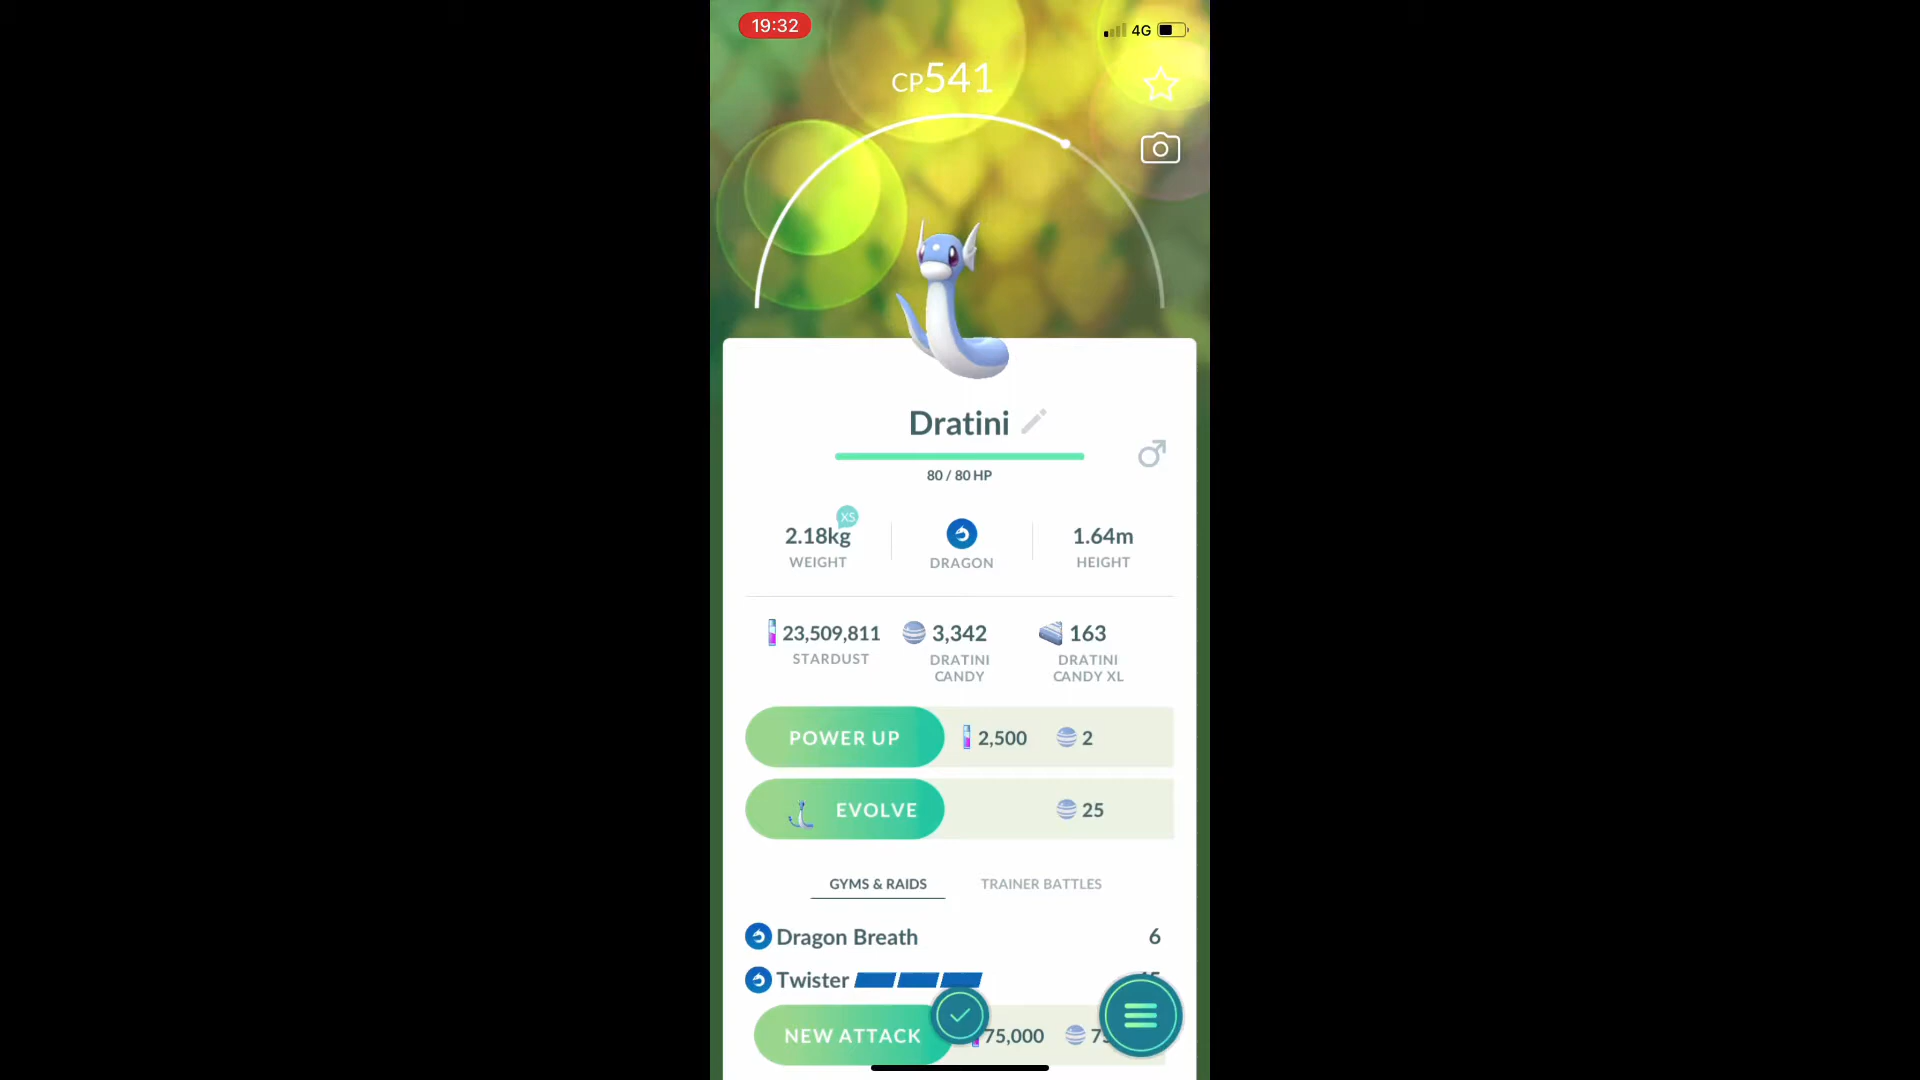 19:32
4G
CP541
Dratini
80 / 80 HP
XS
2.18kg
WEIGHT
DRAGON
1.64m
HEIGHT
23,509,811
STARDUST
3,342
DRATINI
CANDY
163
DRATINI
CANDY XL
POWER UP 2,500 2
EVOLVE 25
GYMS & RAIDS TRAINER BATTLES
Dragon Breath 6
Twister
NEW ATTACK 75,000